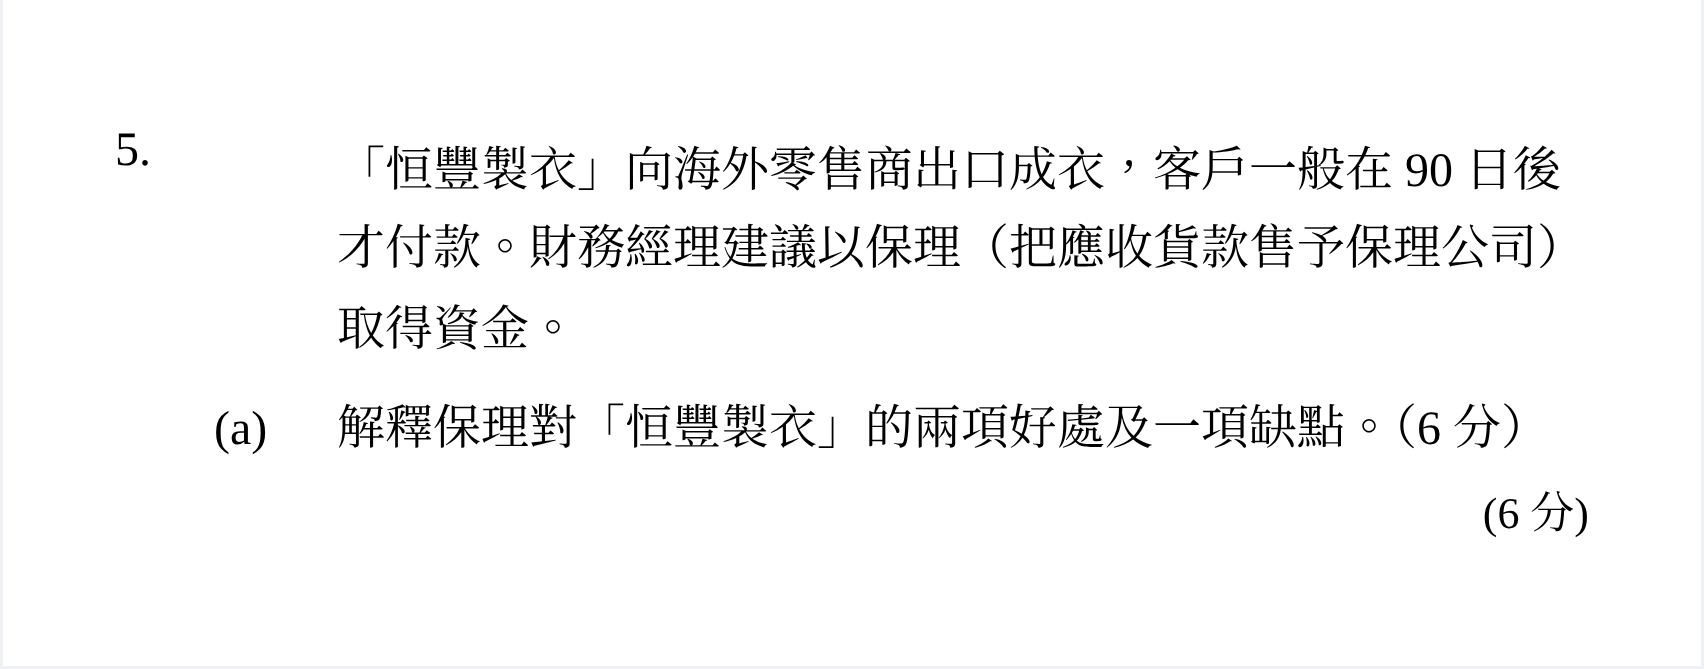 5.
「恒豐製衣」向海外零售商出口成衣，客戶一般在 90 日後
才付款。財務經理建議以保理（把應收貨款售予保理公司）
取得資金。
(a) 解釋保理對「恒豐製衣」的兩項好處及一項缺點。（6 分）
(6 分)